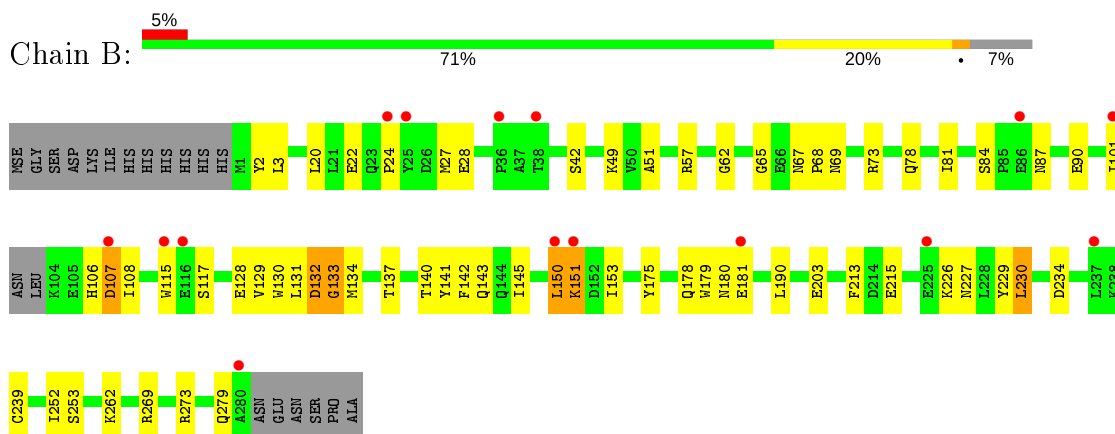 5%
Chain B:
71% 20% • 7%
MSE GLY SER ASP LYS ILE HIS HIS HIS HIS HIS HIS M1 Y2 L3 L20 L21 E22 Q23 P24 Y25 D26 M27 E28 P36 A37 T38 S42 K49 V50 A51 R57 G62 G65 E66 N67 P68 N69 R73 Q78 I81 S84 P85 E86 N87 E90 I101
ASN LEU K104 E105 H106 D107 I108 W115 E116 S117 E128 V129 W130 L131 D132 G133 M134 T137 T140 Y141 F142 Q143 Q144 I145 L150 K151 D152 I153 Y175 Q178 W179 N180 E181 L190 E203 F213 D214 E215 E225 K226 N227 L228 Y229 L230 D234 L237 K238
C239 I252 S253 K262 R269 R273 Q279 A280 ASN GLU ASN SER PRO ALA